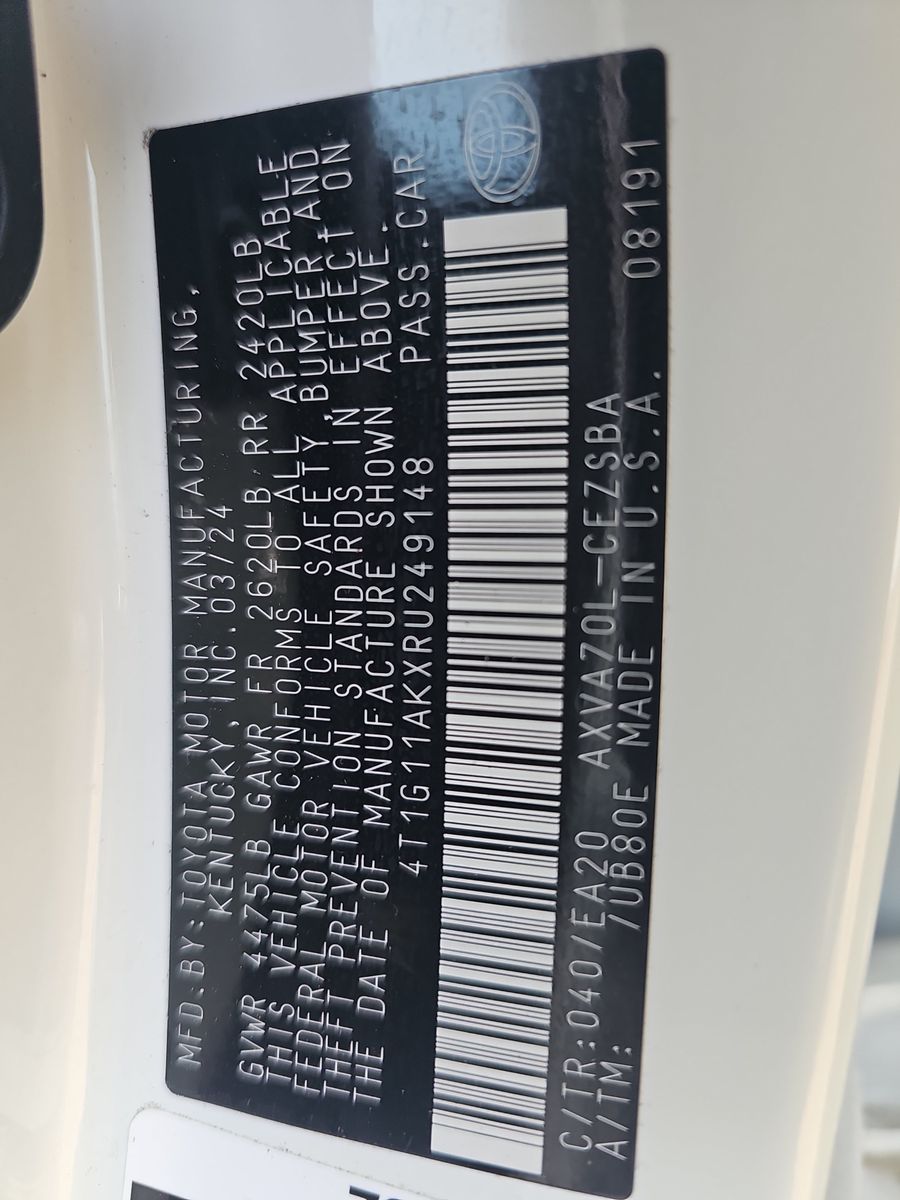 MFD.BY:TOYOTA MOTOR MANUFACTURING,
KENTUCKY, INC. 03/24
GVWR 4475LB GAWR FR 2620LB RR 2420LB
THIS VEHICLE CONFORMS TO ALL APPLICABLE
FEDERAL MOTOR VEHICLE SAFETY, BUMPER, AND
THEFT PREVENTION STANDARDS IN EFFECT ON
THE DATE OF MANUFACTURE SHOWN ABOVE.
4T1G11AKXRU249148 PASS.CAR
C/TR:040/EA20 AXVA70L-CEZSBA
A/TM: /UB80E MADE IN U.S.A. 08191